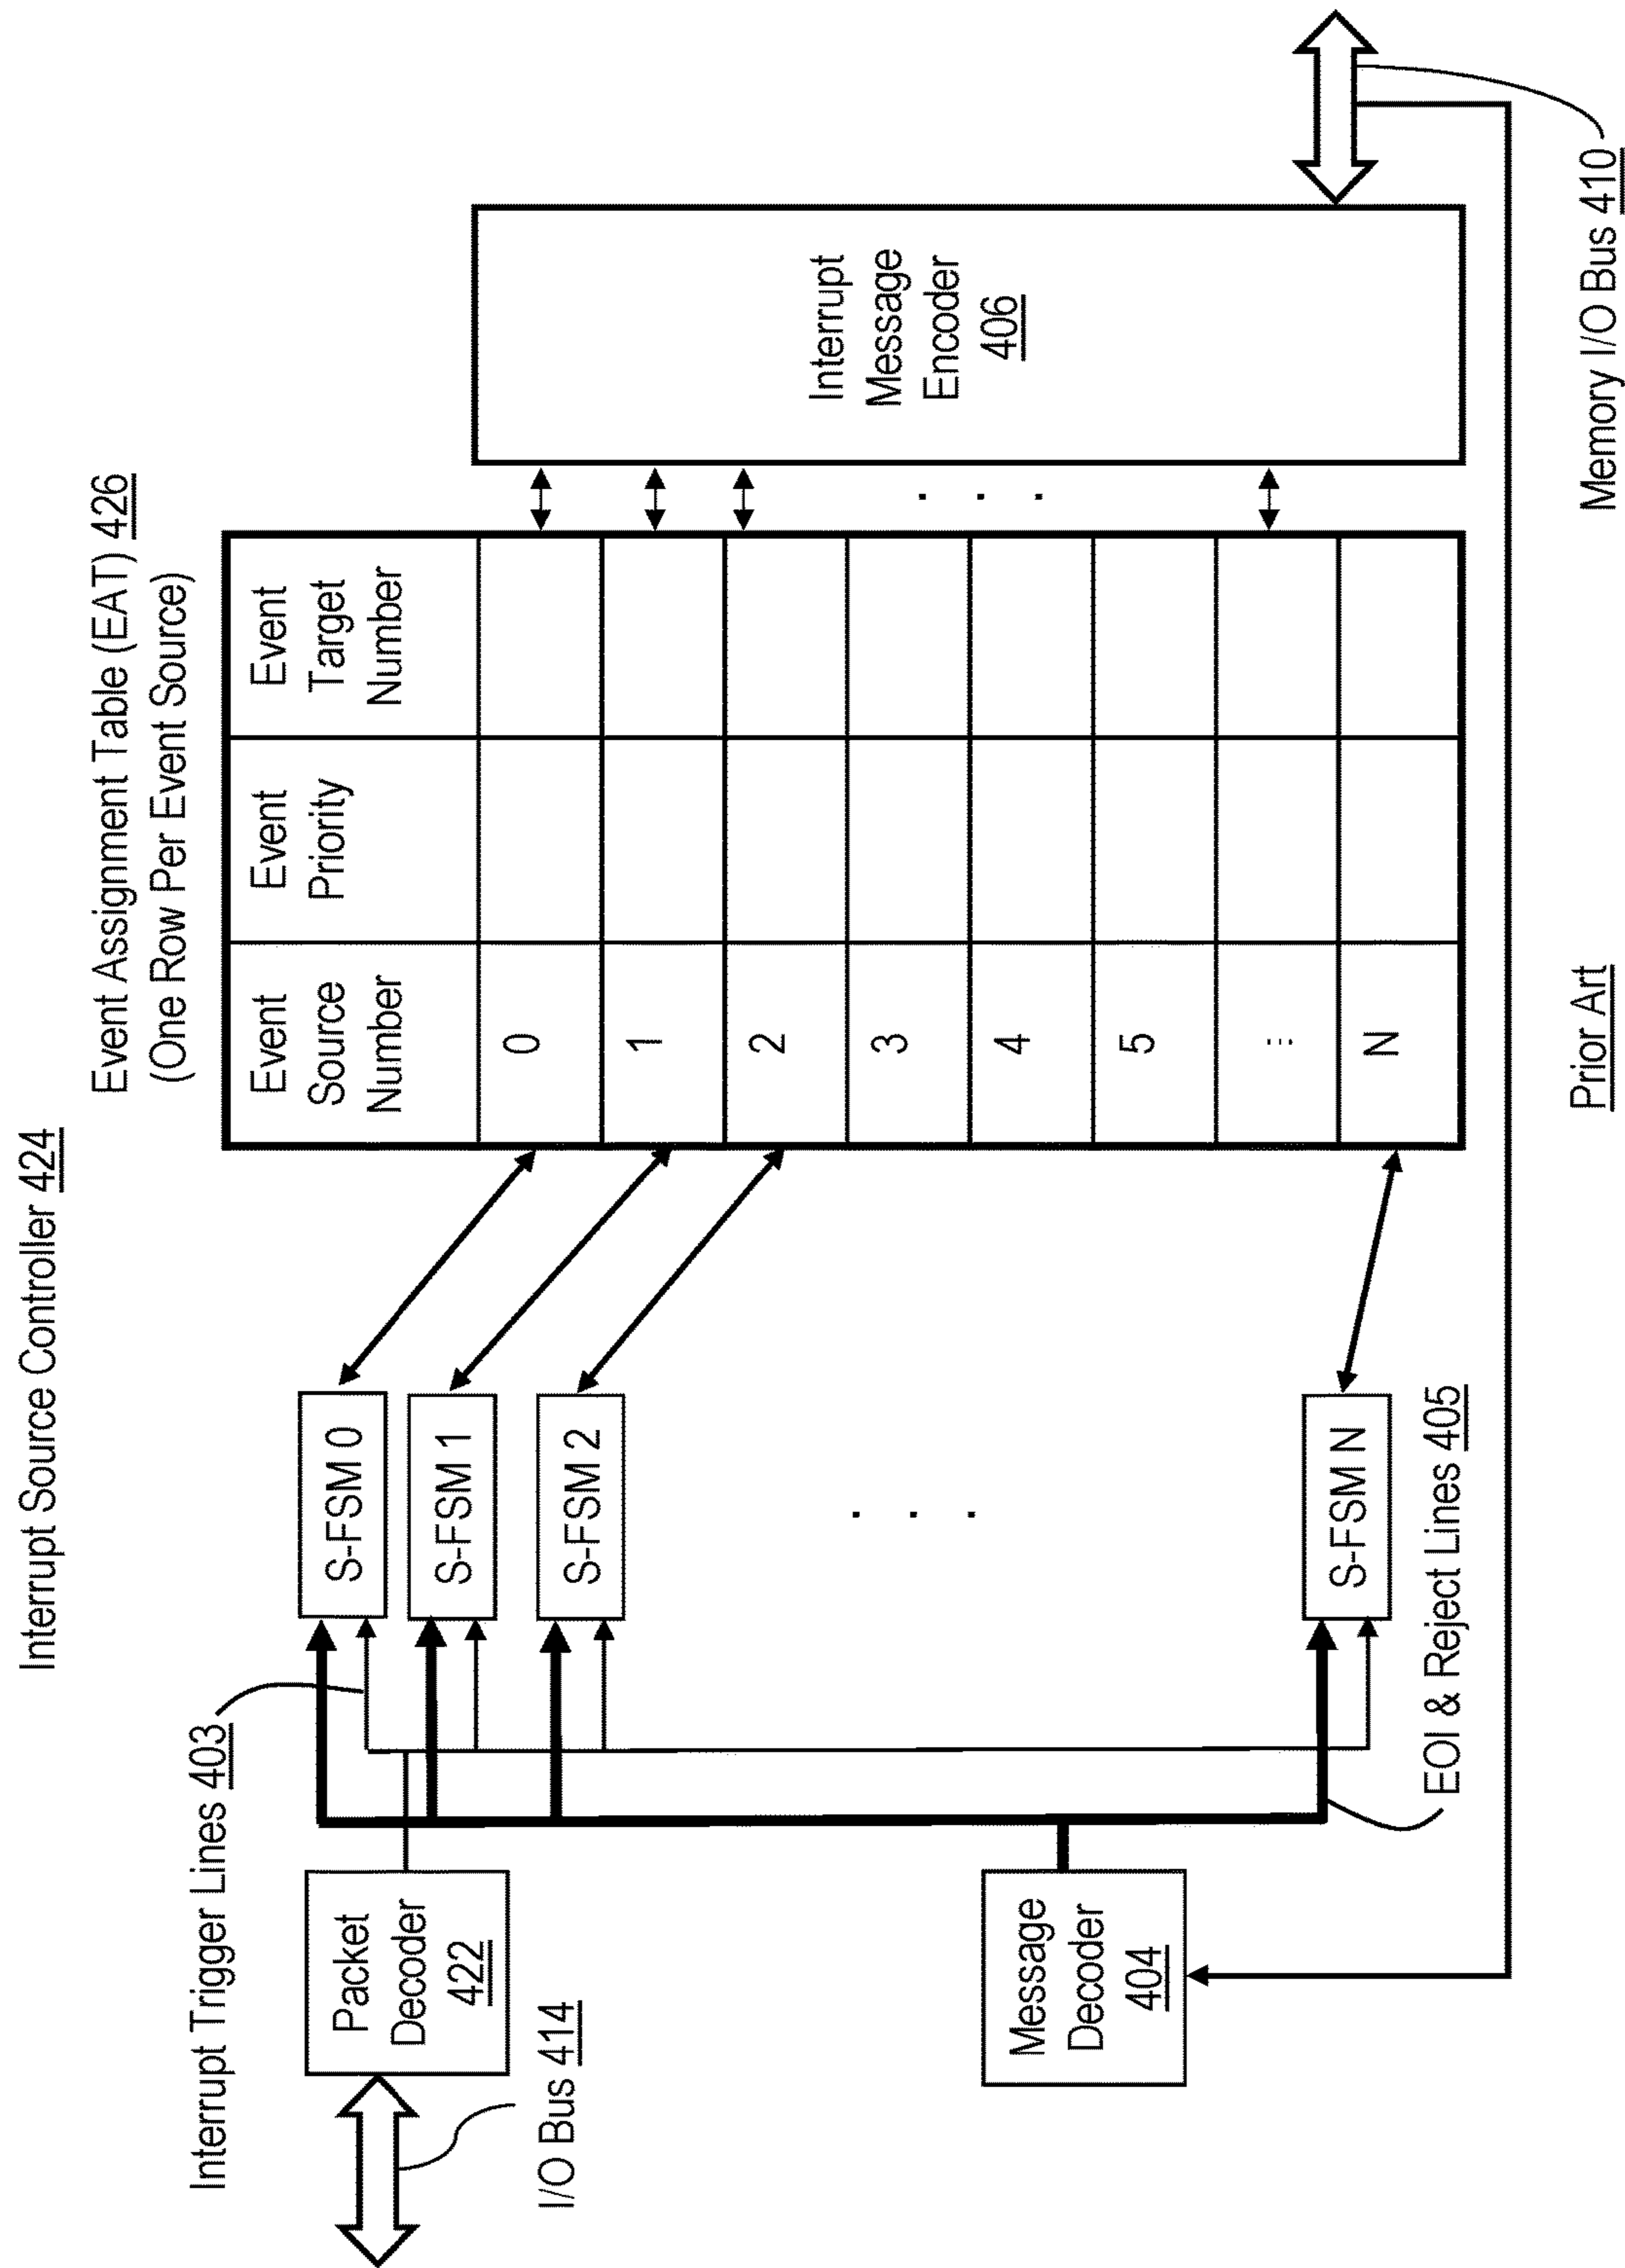 Interrupt Source Controller 424
Event Assignment Table (EAT) 426
(One Row Per Event Source)
Interrupt Trigger Lines 403
Packet
Decoder
422
I/O Bus 414
Message
Decoder
404
S-FSM 0
S-FSM 1
S-FSM 2
. . .
S-FSM N
EOI & Reject Lines 405
Event
Source
Number
Event
Priority
Event
Target
Number
0
1
2
3
4
5
...
N
. . .
Interrupt
Message
Encoder
406
Memory I/O Bus 410
Prior Art